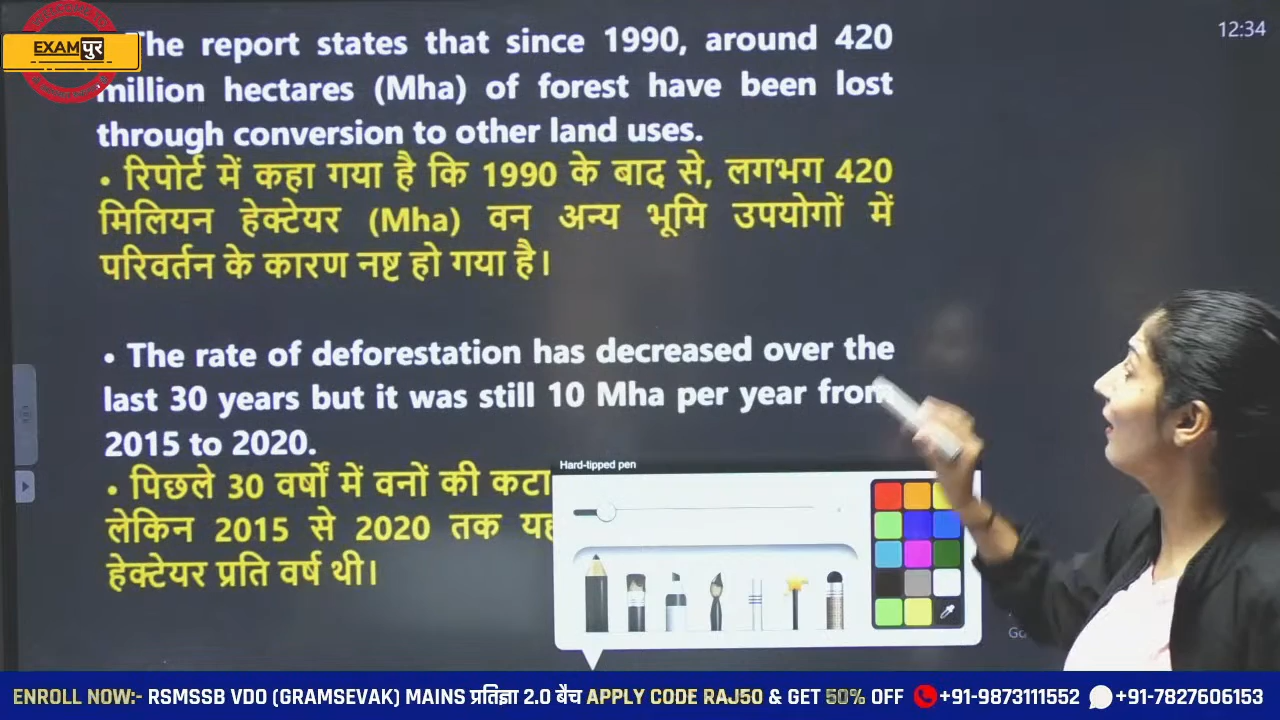 EXAMपुर
12:34
The report states that since 1990, around 420
million hectares (Mha) of forest have been lost
through conversion to other land uses.
• रिपोर्ट में कहा गया है कि 1990 के बाद से, लगभग 420
मिलियन हेक्टेयर (Mha) वन अन्य भूमि उपयोगों में
परिवर्तन के कारण नष्ट हो गया है।
• The rate of deforestation has decreased over the
last 30 years but it was still 10 Mha per year from
2015 to 2020.
• पिछले 30 वर्षों में वनों की कटा
लेकिन 2015 से 2020 तक यह
हेक्टेयर प्रति वर्ष थी।
Hard-tipped pen
ENROLL NOW:- RSMSSB VDO (GRAMSEVAK) MAINS प्रतिज्ञा 2.0 बैच APPLY CODE RAJ50 & GET 50% OFF +91-9873111552 +91-7827606153